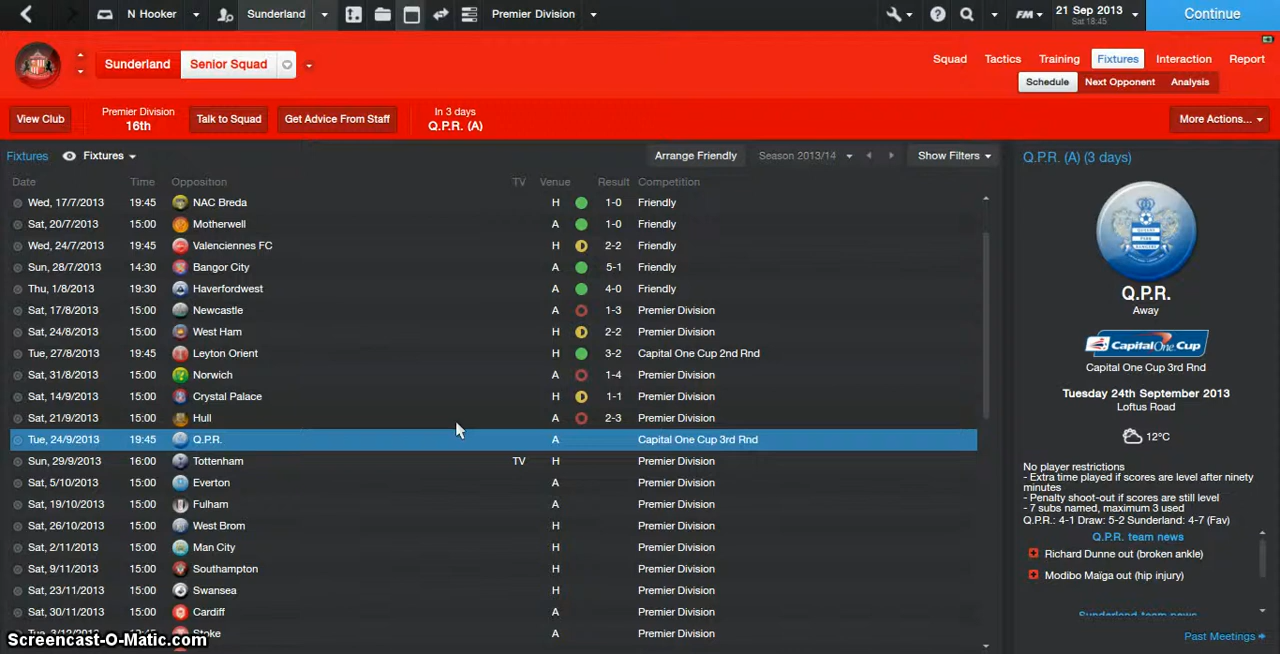 N Hooker Sunderland Premier Division FM 21 Sep 2013 Continue
Sat 18:45
Sunderland Senior Squad Squad Tactics Training Fixtures Interaction Report
Schedule Next Opponent Analysis
View Club Premier Division Talk to Squad Get Advice From Staff In 3 days More Actions...
16th Q.P.R. (A)
Fixtures Fixtures Arrange Friendly Season 2013/14 Show Filters
Date Time Opposition TV Venue Result Competition
Wed, 17/7/2013 19:45 NAC Breda H 1-0 Friendly
Sat, 20/7/2013 15:00 Motherwell A 1-0 Friendly
Wed, 24/7/2013 19:45 Valenciennes FC H 2-2 Friendly
Sun, 28/7/2013 14:30 Bangor City A 5-1 Friendly
Thu, 1/8/2013 19:30 Haverfordwest A 4-0 Friendly
Sat, 17/8/2013 15:00 Newcastle A 1-3 Premier Division
Sat, 24/8/2013 15:00 West Ham H 2-2 Premier Division
Tue, 27/8/2013 19:45 Leyton Orient H 3-2 Capital One Cup 2nd Rnd
Sat, 31/8/2013 15:00 Norwich A 1-4 Premier Division
Sat, 14/9/2013 15:00 Crystal Palace H 1-1 Premier Division
Sat, 21/9/2013 15:00 Hull A 2-3 Premier Division
Tue, 24/9/2013 19:45 Q.P.R. A Capital One Cup 3rd Rnd
Sun, 29/9/2013 16:00 Tottenham TV H Premier Division
Sat, 5/10/2013 15:00 Everton A Premier Division
Sat, 19/10/2013 15:00 Fulham A Premier Division
Sat, 26/10/2013 15:00 West Brom H Premier Division
Sat, 2/11/2013 15:00 Man City H Premier Division
Sat, 9/11/2013 15:00 Southampton H Premier Division
Sat, 23/11/2013 15:00 Swansea H Premier Division
Sat, 30/11/2013 15:00 Cardiff A Premier Division
Stoke A Premier Division
Screencast-O-Matic.com
Q.P.R. (A) (3 days)
Q.P.R.
Away
Capital One Cup
Capital One Cup 3rd Rnd
Tuesday 24th September 2013
Loftus Road
12°C
No player restrictions
- Extra time played if scores are level after ninety
minutes
- Penalty shoot-out if scores are still level
- 7 subs named, maximum 3 used
Q.P.R.: 4-1 Draw: 5-2 Sunderland: 4-7 (Fav)
Q.P.R. team news
Richard Dunne out (broken ankle)
Modibo Maïga out (hip injury)
Sunderland team news
Past Meetings